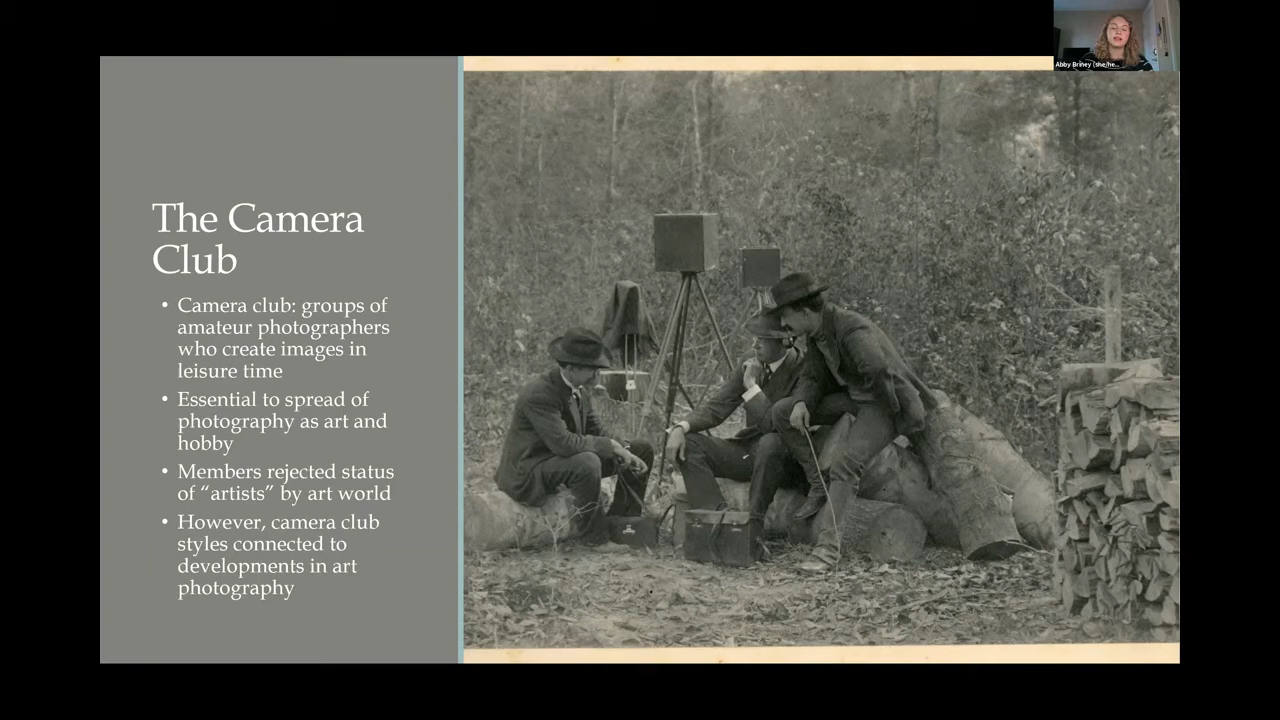 Abby Briney (she/he...
The Camera
Club
• Camera club: groups of
amateur photographers
who create images in
leisure time
• Essential to spread of
photography as art and
hobby
• Members rejected status
of “artists” by art world
• However, camera club
styles connected to
developments in art
photography